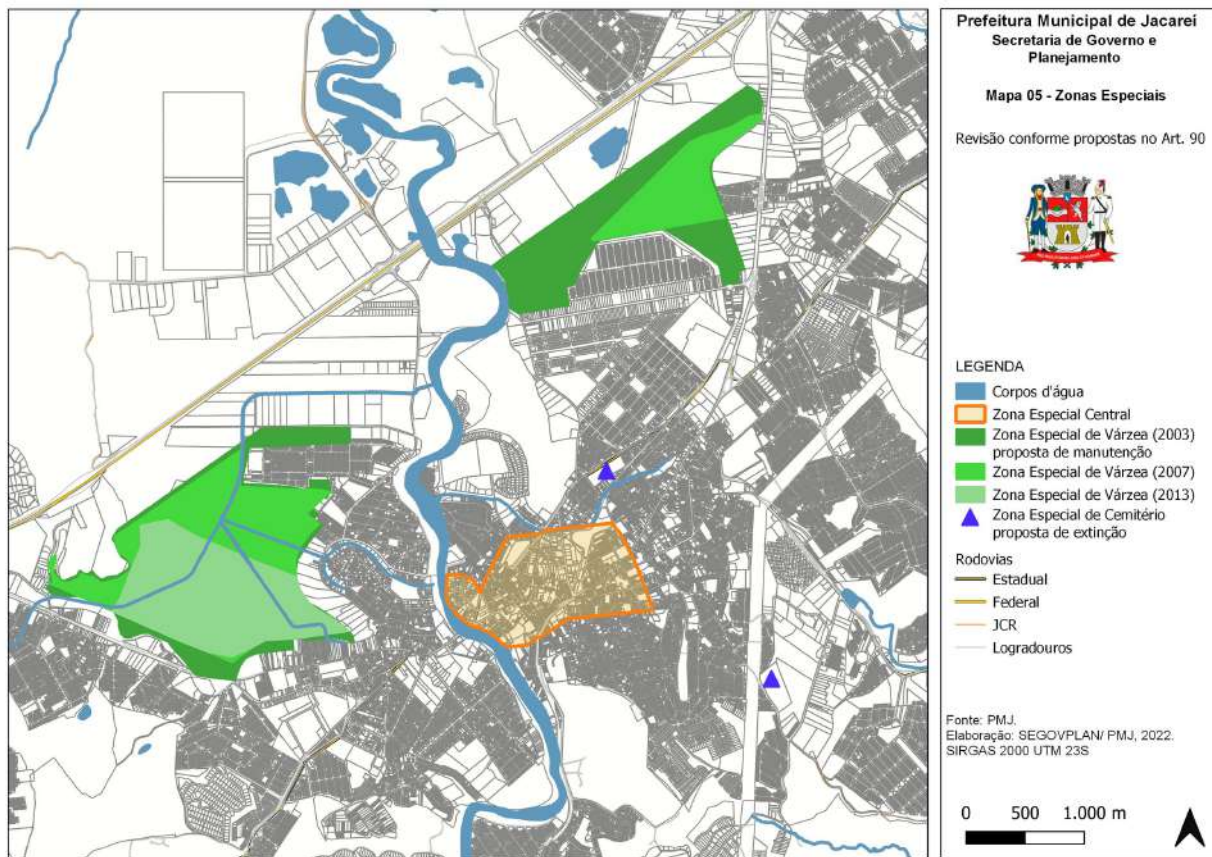 Prefeitura Municipal de Jacareí
Secretaria de Governo e
Planejamento
Mapa 05 - Zonas Especiais
Revisão conforme propostas no Art. 90
LEGENDA
Corpos d'água
Zona Especial Central
Zona Especial de Várzea (2003)
proposta de manutenção
Zona Especial de Várzea (2007)
Zona Especial de Várzea (2013)
Zona Especial de Cemitério
proposta de extinção
Rodovias
Estadual
Federal
JCR
Logradouros
Fonte: PMJ.
Elaboração: SEGOVPLAN/ PMJ, 2022.
SIRGAS 2000 UTM 23S
0 500 1.000 m